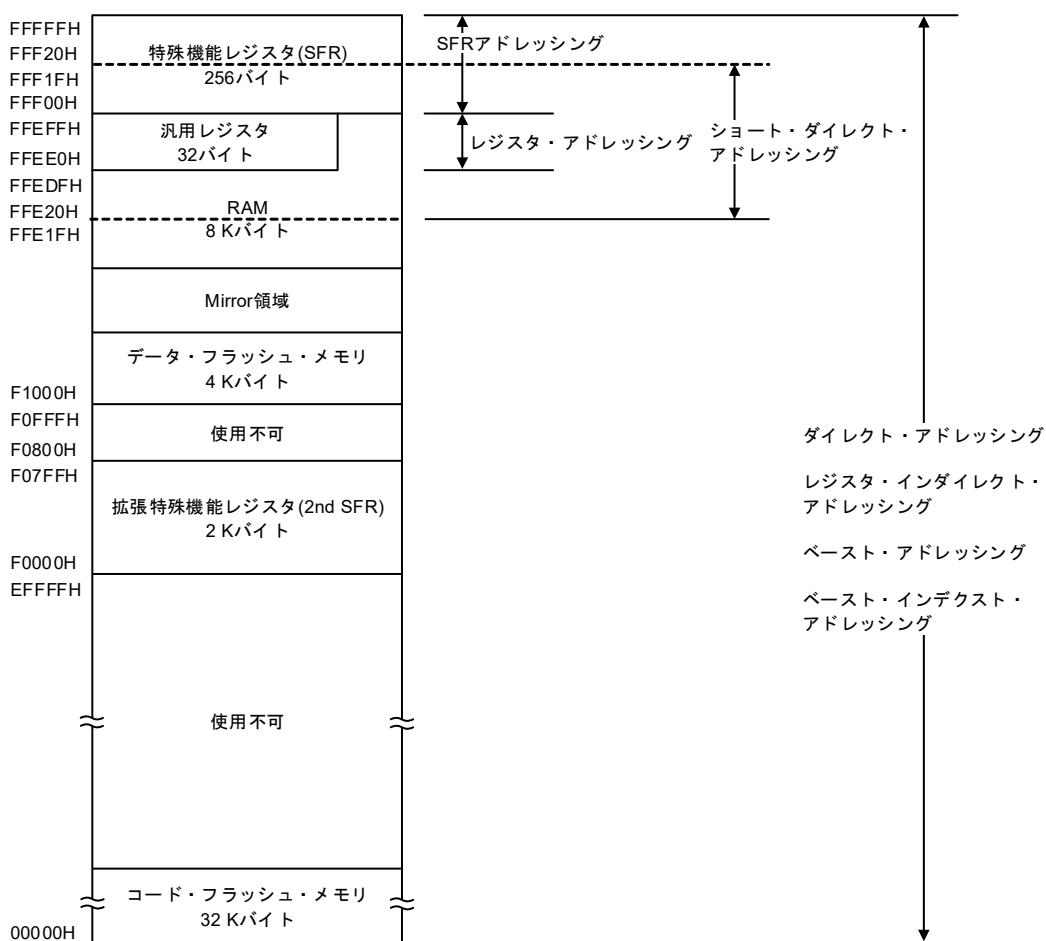 FFFFFH
FFF20H
FFF1FH
FFF00H
FFEFFH
FFEE0H
FFEDFH
FFE20H
FFE1FH
F1000H
F0FFFH
F0800H
F07FFH
F0000H
EFFFFH
00000H
特殊機能レジスタ(SFR)
256バイト
汎用レジスタ
32バイト
RAM
8 Kバイト
Mirror領域
データ・フラッシュ・メモリ
4 Kバイト
使用不可
拡張特殊機能レジスタ(2nd SFR)
2 Kバイト
使用不可
コード・フラッシュ・メモリ
32 Kバイト
SFRアドレッシング
レジスタ・アドレッシング
ショート・ダイレクト・
アドレッシング
ダイレクト・アドレッシング
レジスタ・インダイレクト・
アドレッシング
ベースト・アドレッシング
ベースト・インデクスト・
アドレッシング